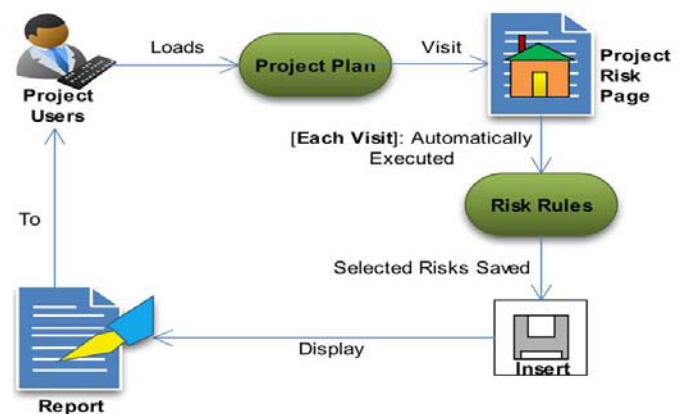 Loads
Project Plan
Visit
Project
Risk
Page
Project
Users
[Each Visit]: Automatically
Executed
Risk Rules
To
Selected Risks Saved
Display
Insert
Report